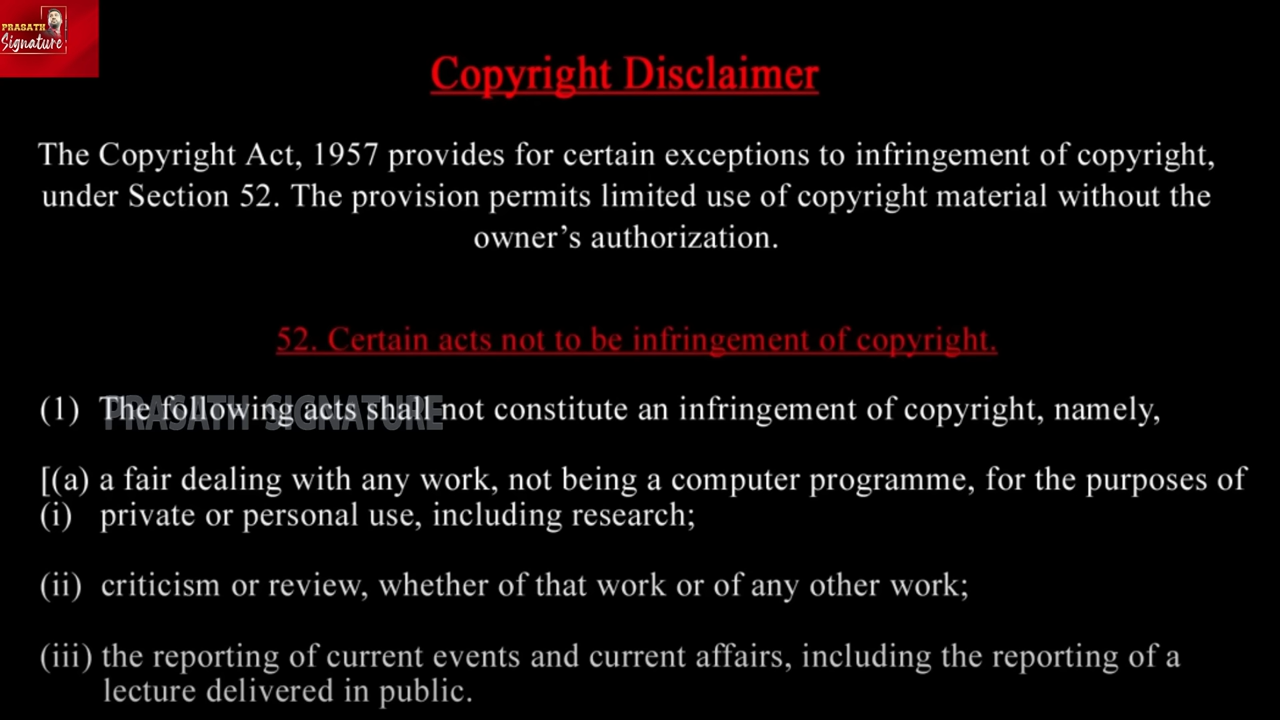 PRASATH
Signature
Copyright Disclaimer
The Copyright Act, 1957 provides for certain exceptions to infringement of copyright,
under Section 52. The provision permits limited use of copyright material without the
owner’s authorization.
52. Certain acts not to be infringement of copyright.
(1) The following acts shall not constitute an infringement of copyright, namely,
PRASATH SIGNATURE
[(a) a fair dealing with any work, not being a computer programme, for the purposes of
(i) private or personal use, including research;
(ii) criticism or review, whether of that work or of any other work;
(iii) the reporting of current events and current affairs, including the reporting of a
lecture delivered in public.